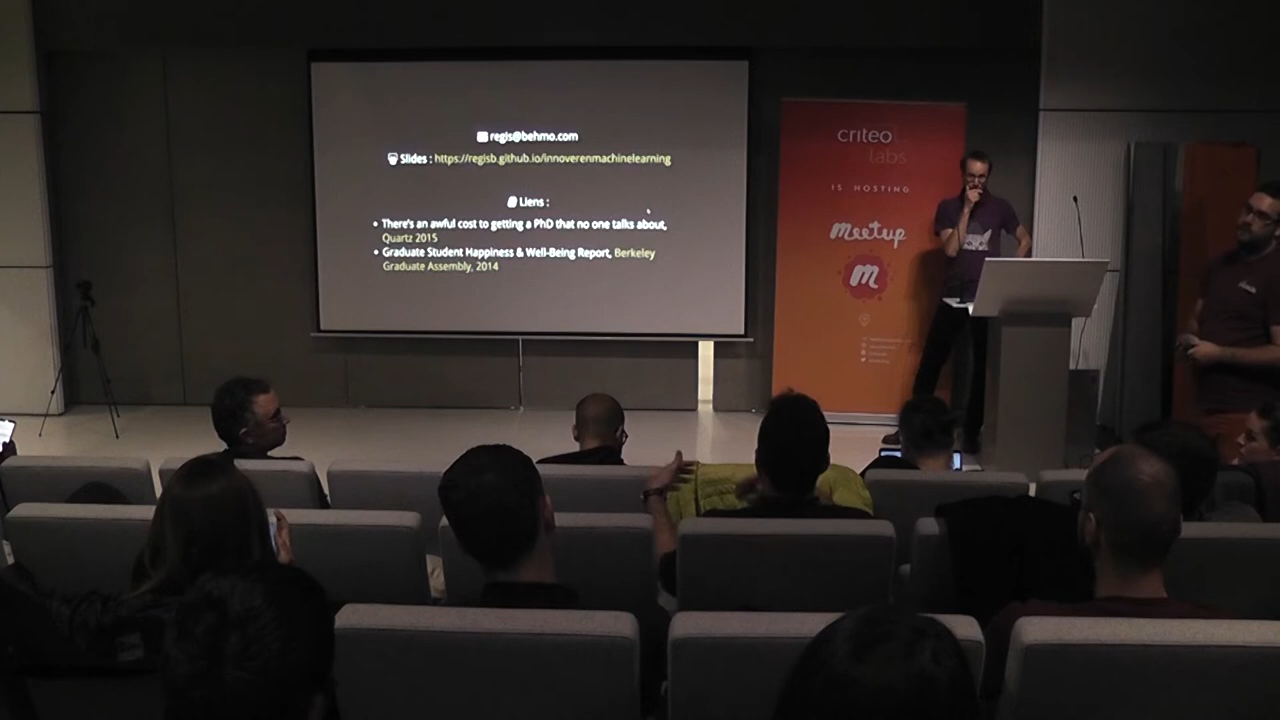 regis@behmo.com
Slides : https://regisb.github.io/innoverenmachinelearning
Liens :
• There's an awful cost to getting a PhD that no one talks about,
Quartz 2015
• Graduate Student Happiness & Well-Being Report, Berkeley
Graduate Assembly, 2014
criteo
labs
IS HOSTING
meetup
m